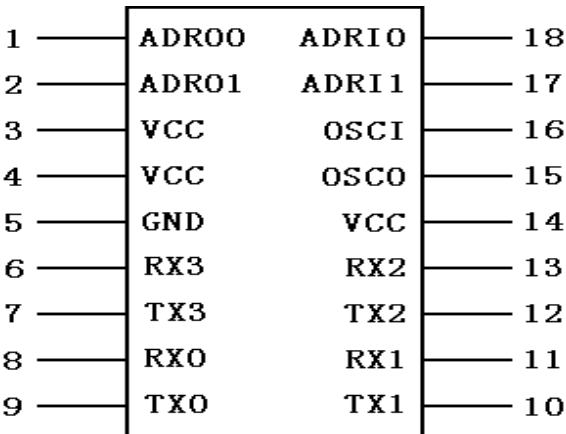 1 ADRO0 ADRI0 18
2 ADRO1 ADRI1 17
3 VCC OSCI 16
4 VCC OSCO 15
5 GND VCC 14
6 RX3 RX2 13
7 TX3 TX2 12
8 RX0 RX1 11
9 TX0 TX1 10